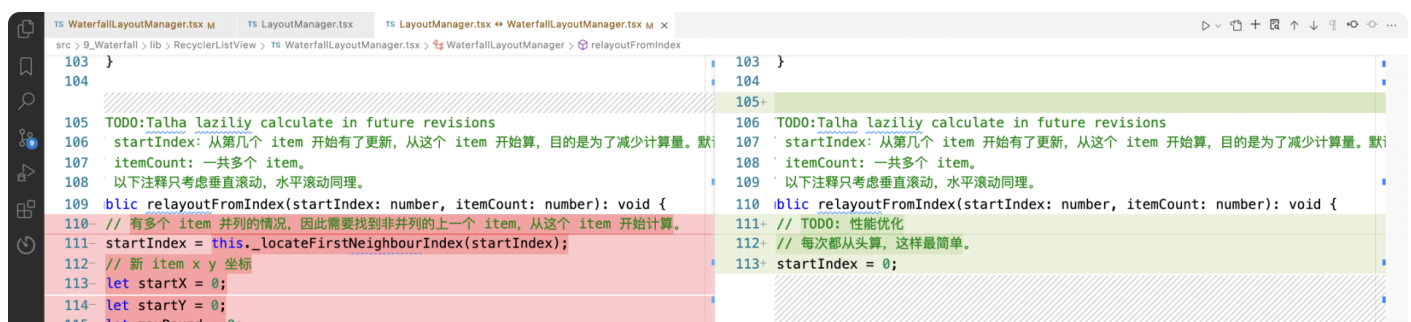 TS WaterfallLayoutManager.tsx M TS LayoutManager.tsx TS LayoutManager.tsx ↔ WaterfallLayoutManager.tsx M ×
src > 9_Waterfall > lib > RecyclerListView > TS WaterfallLayoutManager.tsx > WaterfallLayoutManager > relayoutFromIndex
103 }
104
105 TODO:Talha laziliy calculate in future revisions
106 startIndex: 从第几个 item 开始有了更新，从这个 item 开始算，目的是为了减少计算量。默
107 itemCount: 一共多个 item。
108 以下注释只考虑垂直滚动，水平滚动同理。
109 blic relayoutFromIndex(startIndex: number, itemCount: number): void {
110- // 有多个 item 并列的情况，因此需要找到非并列的上一个 item，从这个 item 开始计算。
111- startIndex = this._locateFirstNeighbourIndex(startIndex);
112- // 新 item x y 坐标
113- let startX = 0;
114- let startY = 0;
103 }
104
105+
106 TODO:Talha laziliy calculate in future revisions
107 startIndex: 从第几个 item 开始有了更新，从这个 item 开始算，目的是为了减少计算量。默
108 itemCount: 一共多个 item。
109 以下注释只考虑垂直滚动，水平滚动同理。
110 blic relayoutFromIndex(startIndex: number, itemCount: number): void {
111+ // TODO: 性能优化
112+ // 每次都从头算，这样最简单。
113+ startIndex = 0;